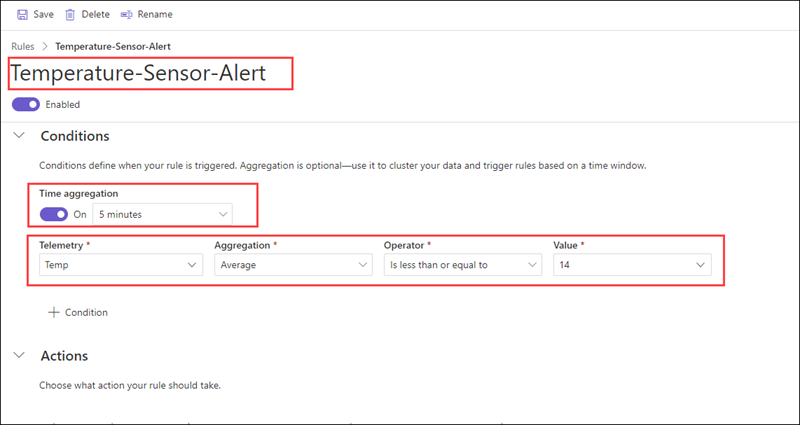 Save Delete Rename
Rules > Temperature-Sensor-Alert
Temperature-Sensor-Alert
Enabled
Conditions
Conditions define when your rule is triggered. Aggregation is optional—use it to cluster your data and trigger rules based on a time window.
Time aggregation
On 5 minutes
Telemetry * Aggregation * Operator * Value *
Temp Average Is less than or equal to 14
+ Condition
Actions
Choose what action your rule should take.